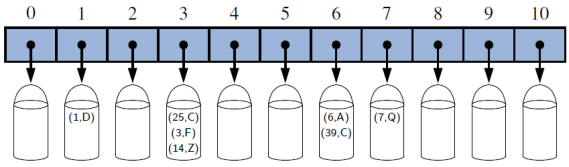 0 1 2 3 4 5 6 7 8 9 10
(1,D) (25,C) (6,A) (7,Q)
(3,F) (39,C)
(14,Z)